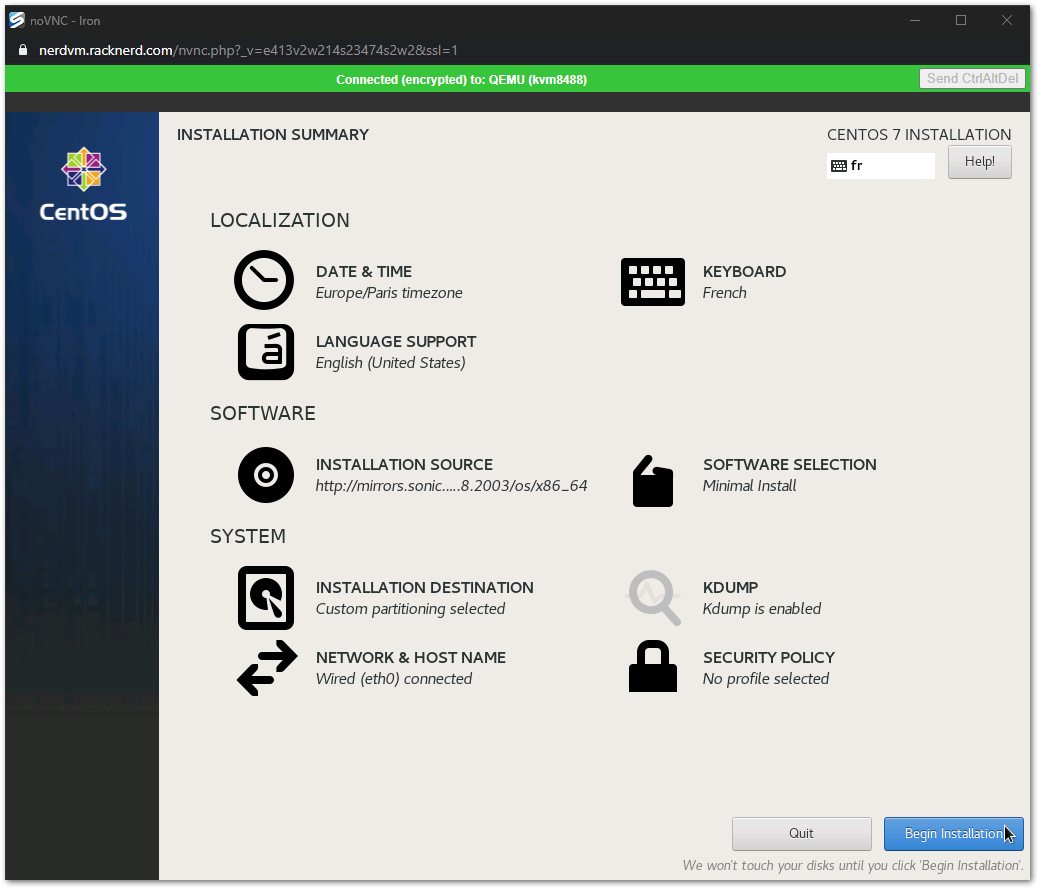 noVNC - Iron
nerdvm.racknerd.com/nvnc.php?_v=e413v2w214s23474s2w2&ssl=1
Connected (encrypted) to: QEMU (kvm8488)
Send CtrlAltDel
CentOS
INSTALLATION SUMMARY
CENTOS 7 INSTALLATION
fr
Help!
LOCALIZATION
DATE & TIME
Europe/Paris timezone
KEYBOARD
French
LANGUAGE SUPPORT
English (United States)
SOFTWARE
INSTALLATION SOURCE
http://mirrors.sonic.....8.2003/os/x86_64
SOFTWARE SELECTION
Minimal Install
SYSTEM
INSTALLATION DESTINATION
Custom partitioning selected
KDUMP
Kdump is enabled
NETWORK & HOST NAME
Wired (eth0) connected
SECURITY POLICY
No profile selected
Quit
Begin Installation
We won't touch your disks until you click 'Begin Installation'.